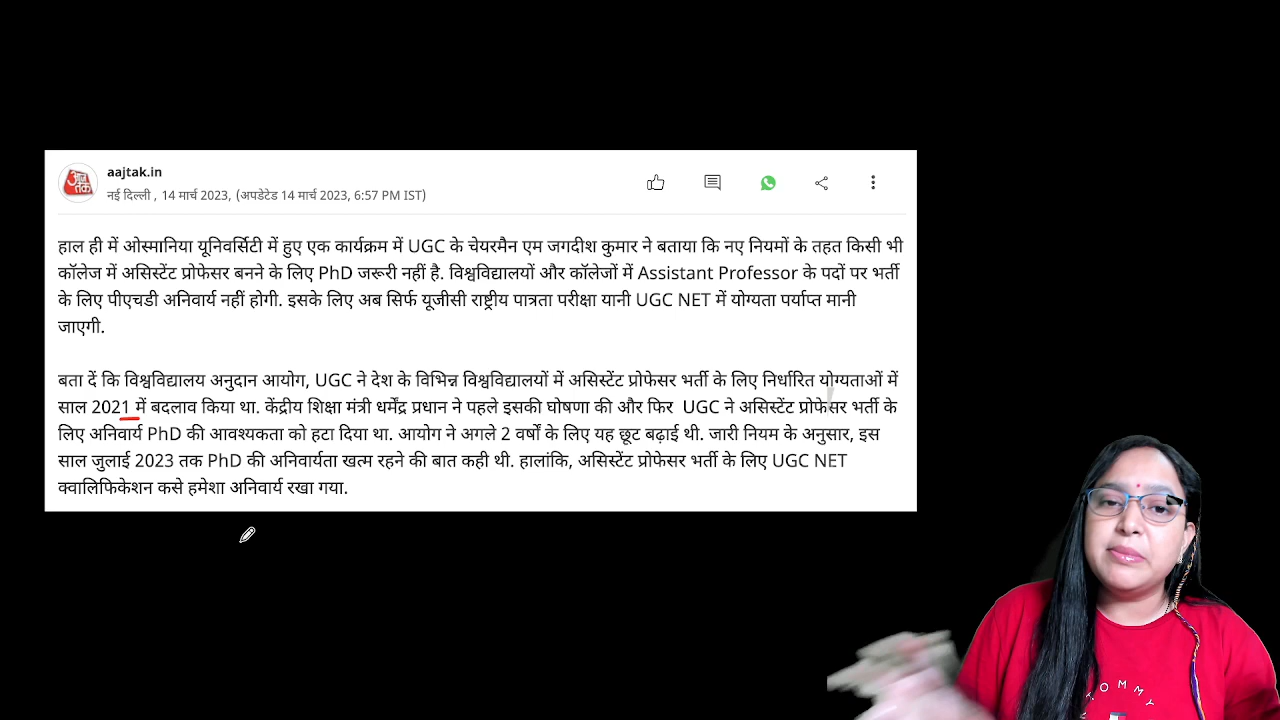 आज तक
aajtak.in
नई दिल्ली , 14 मार्च 2023, (अपडेटेड 14 मार्च 2023, 6:57 PM IST)
हाल ही में ओस्मानिया यूनिवर्सिटी में हुए एक कार्यक्रम में UGC के चेयरमैन एम जगदीश कुमार ने बताया कि नए नियमों के तहत किसी भी
कॉलेज में असिस्टेंट प्रोफेसर बनने के लिए PhD जरूरी नहीं है. विश्वविद्यालयों और कॉलेजों में Assistant Professor के पदों पर भर्ती
के लिए पीएचडी अनिवार्य नहीं होगी. इसके लिए अब सिर्फ यूजीसी राष्ट्रीय पात्रता परीक्षा यानी UGC NET में योग्यता पर्याप्त मानी
जाएगी.
बता दें कि विश्वविद्यालय अनुदान आयोग, UGC ने देश के विभिन्न विश्वविद्यालयों में असिस्टेंट प्रोफेसर भर्ती के लिए निर्धारित योग्यताओं में
साल 2021 में बदलाव किया था. केंद्रीय शिक्षा मंत्री धर्मेंद्र प्रधान ने पहले इसकी घोषणा की और फिर UGC ने असिस्टेंट प्रोफेसर भर्ती के
लिए अनिवार्य PhD की आवश्यकता को हटा दिया था. आयोग ने अगले 2 वर्षों के लिए यह छूट बढ़ाई थी. जारी नियम के अनुसार, इस
साल जुलाई 2023 तक PhD की अनिवार्यता खत्म रहने की बात कही थी. हालांकि, असिस्टेंट प्रोफेसर भर्ती के लिए UGC NET
क्वालिफिकेशन कसे हमेशा अनिवार्य रखा गया.
TOMMY